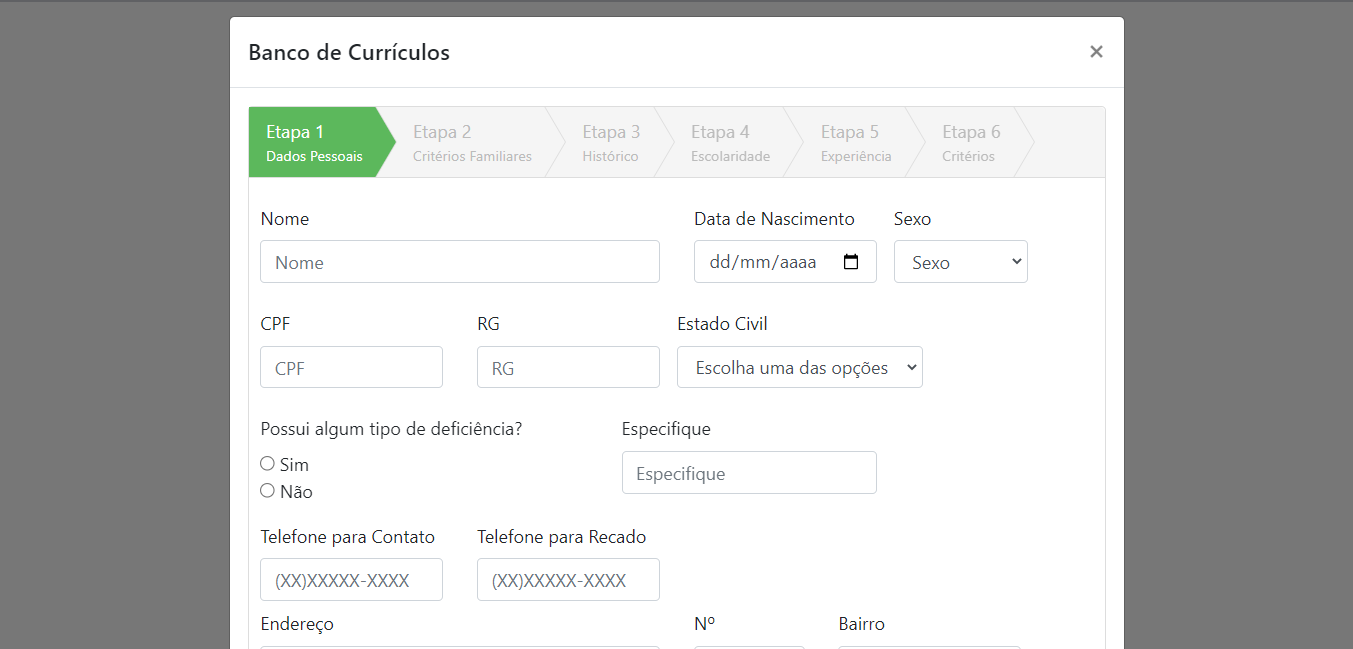 Banco de Currículos
×
Etapa 1 Etapa 2 Etapa 3 Etapa 4 Etapa 5 Etapa 6
Dados Pessoais Critérios Familiares Histórico Escolaridade Experiência Critérios
Nome Data de Nascimento Sexo
Nome dd/mm/aaaa Sexo
CPF RG Estado Civil
CPF RG Escolha uma das opções
Possui algum tipo de deficiência? Especifique
Sim
Especifique
Não
Telefone para Contato Telefone para Recado
(XX)XXXXX-XXXX (XX)XXXXX-XXXX
Endereço Nº Bairro